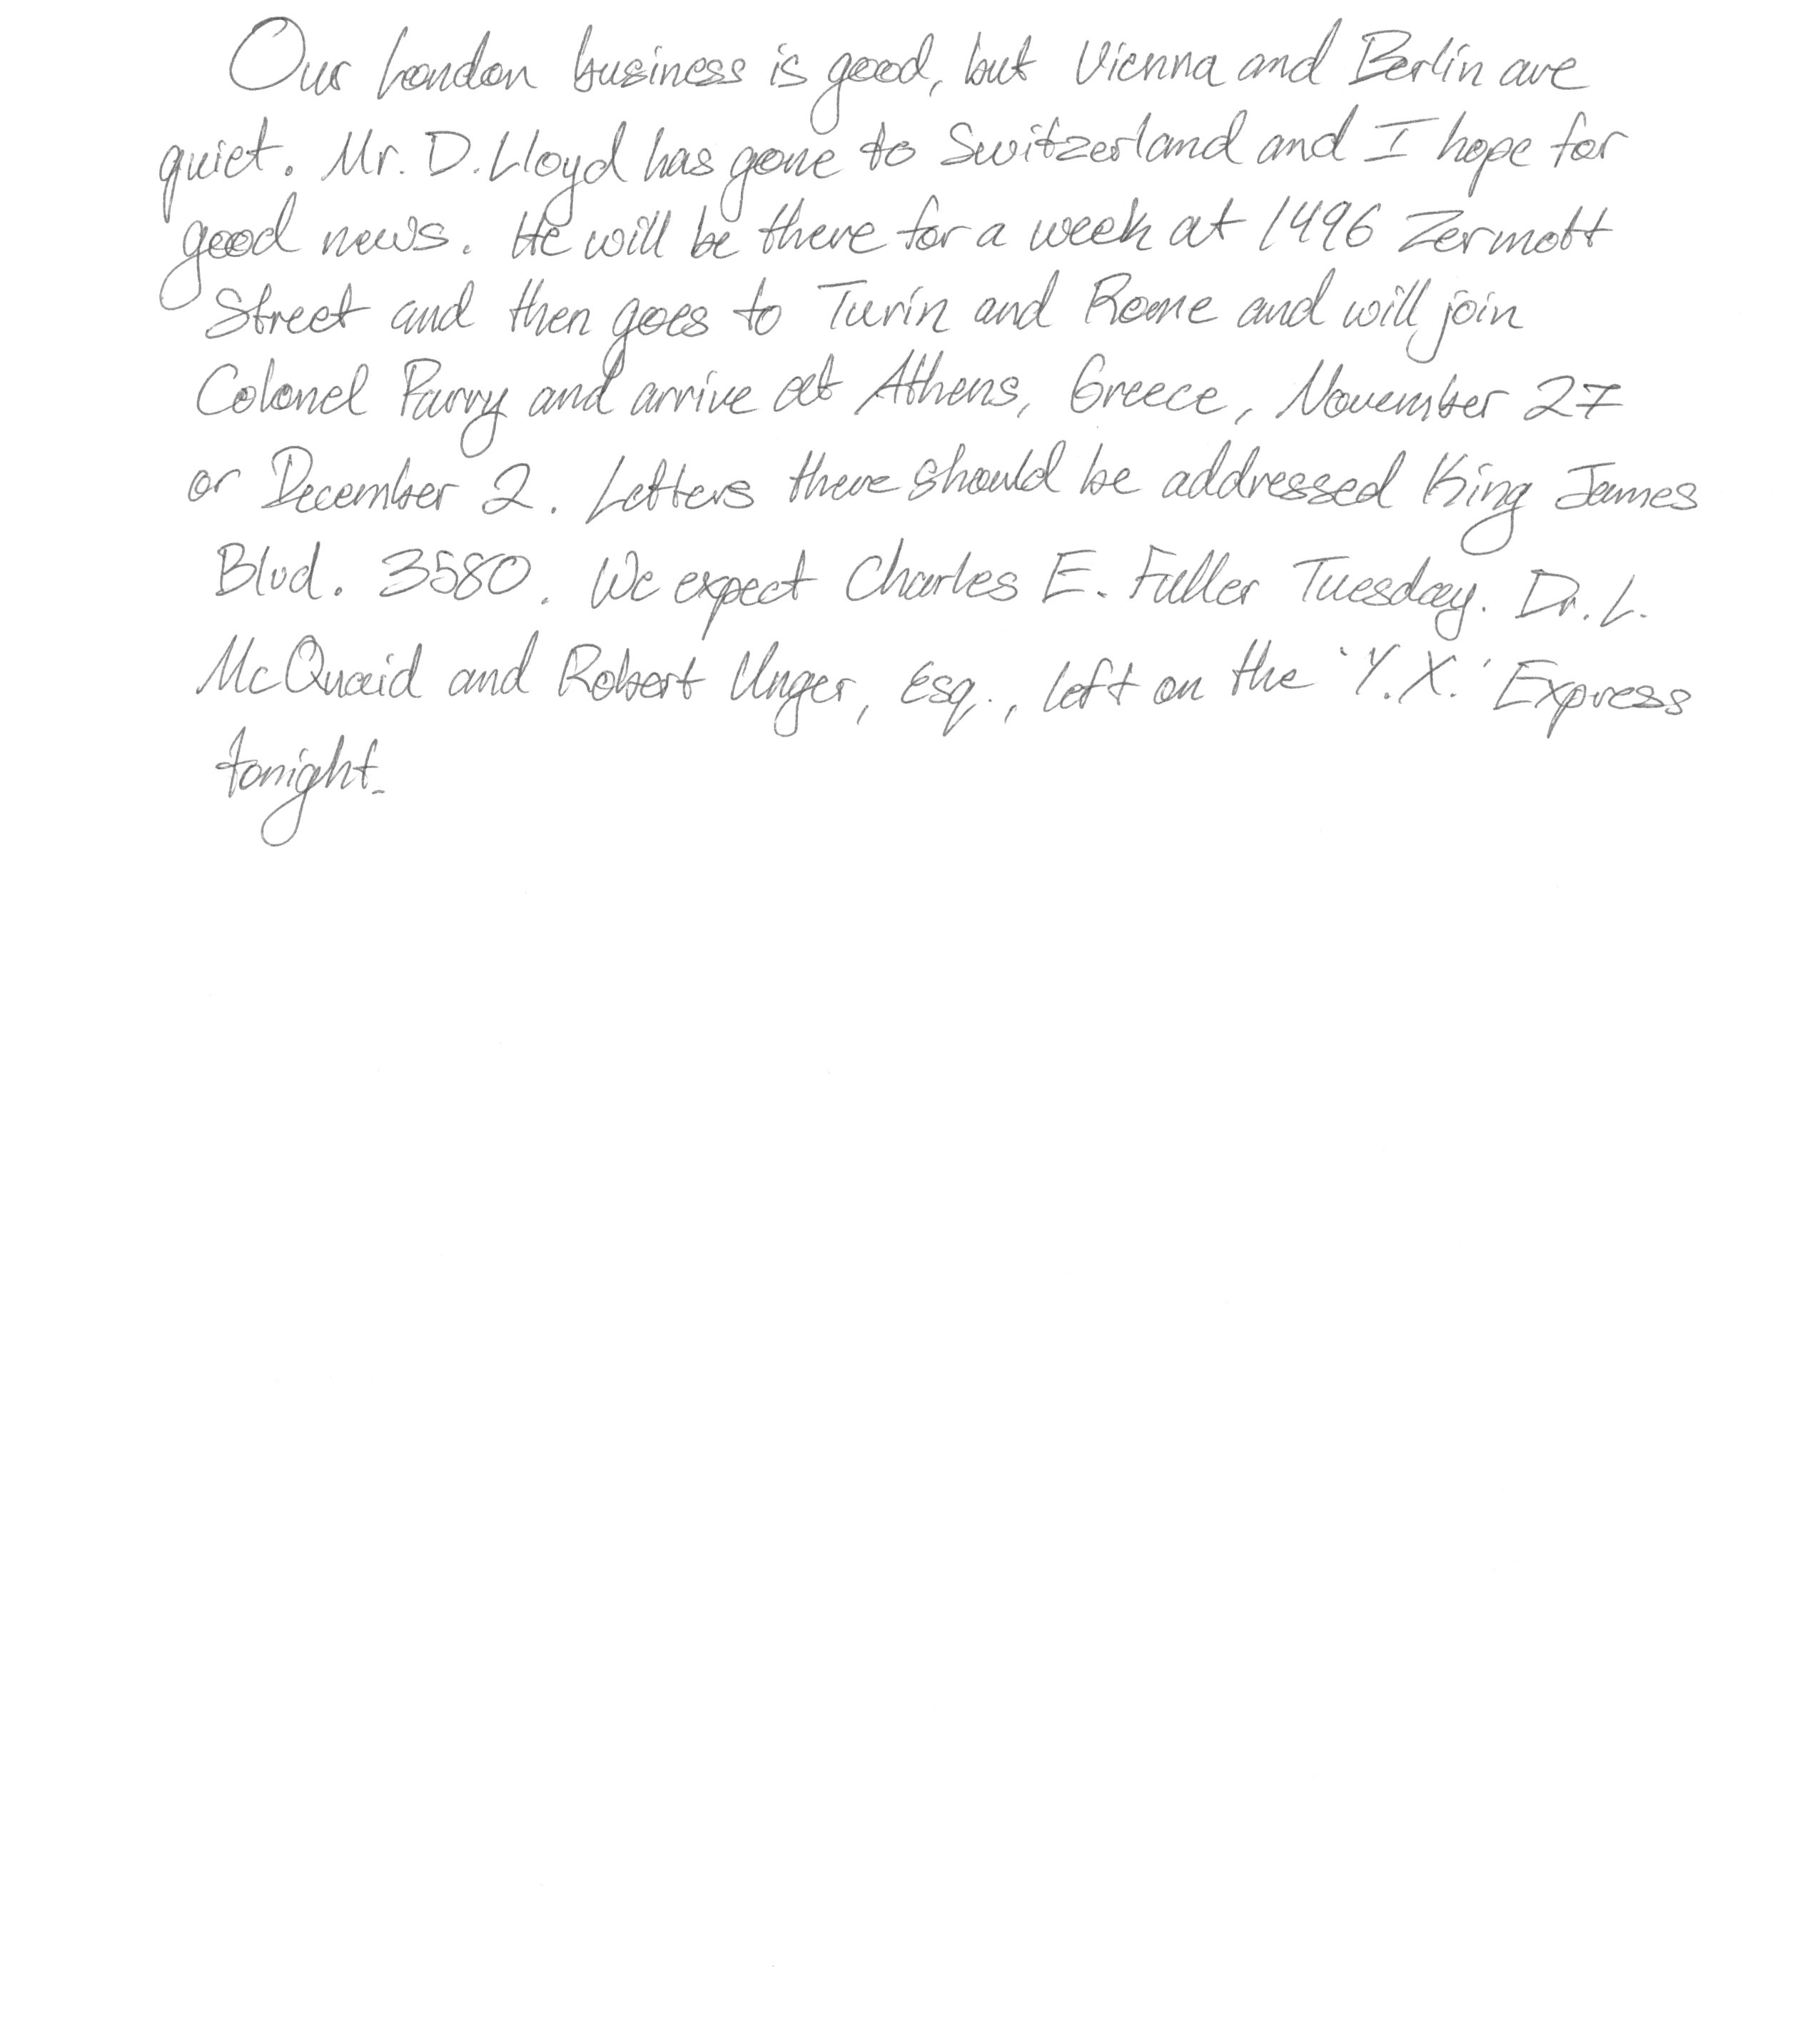 Our London business is good, but Vienna and Berlin are
quiet. Mr. D. Lloyd has gone to Switzerland and I hope for
good news. He will be there for a week at 1496 Zermott
Street and then goes to Turin and Rome and will join
Colonel Parry and arrive at Athens, Greece, November 27
or December 2. Letters there should be addressed King James
Blvd. 3580. We expect Charles E. Fuller Tuesday. Dr. L.
McQuaid and Robert Unger, Esq., left on the 'Y.X.' Express
tonight.